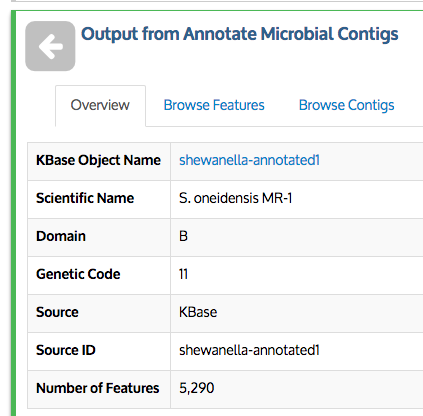 Output from Annotate Microbial Contigs
Overview Browse Features Browse Contigs
KBase Object Name shewanella-annotated1
Scientific Name S. oneidensis MR-1
Domain B
Genetic Code 11
Source KBase
Source ID shewanella-annotated1
Number of Features 5,290